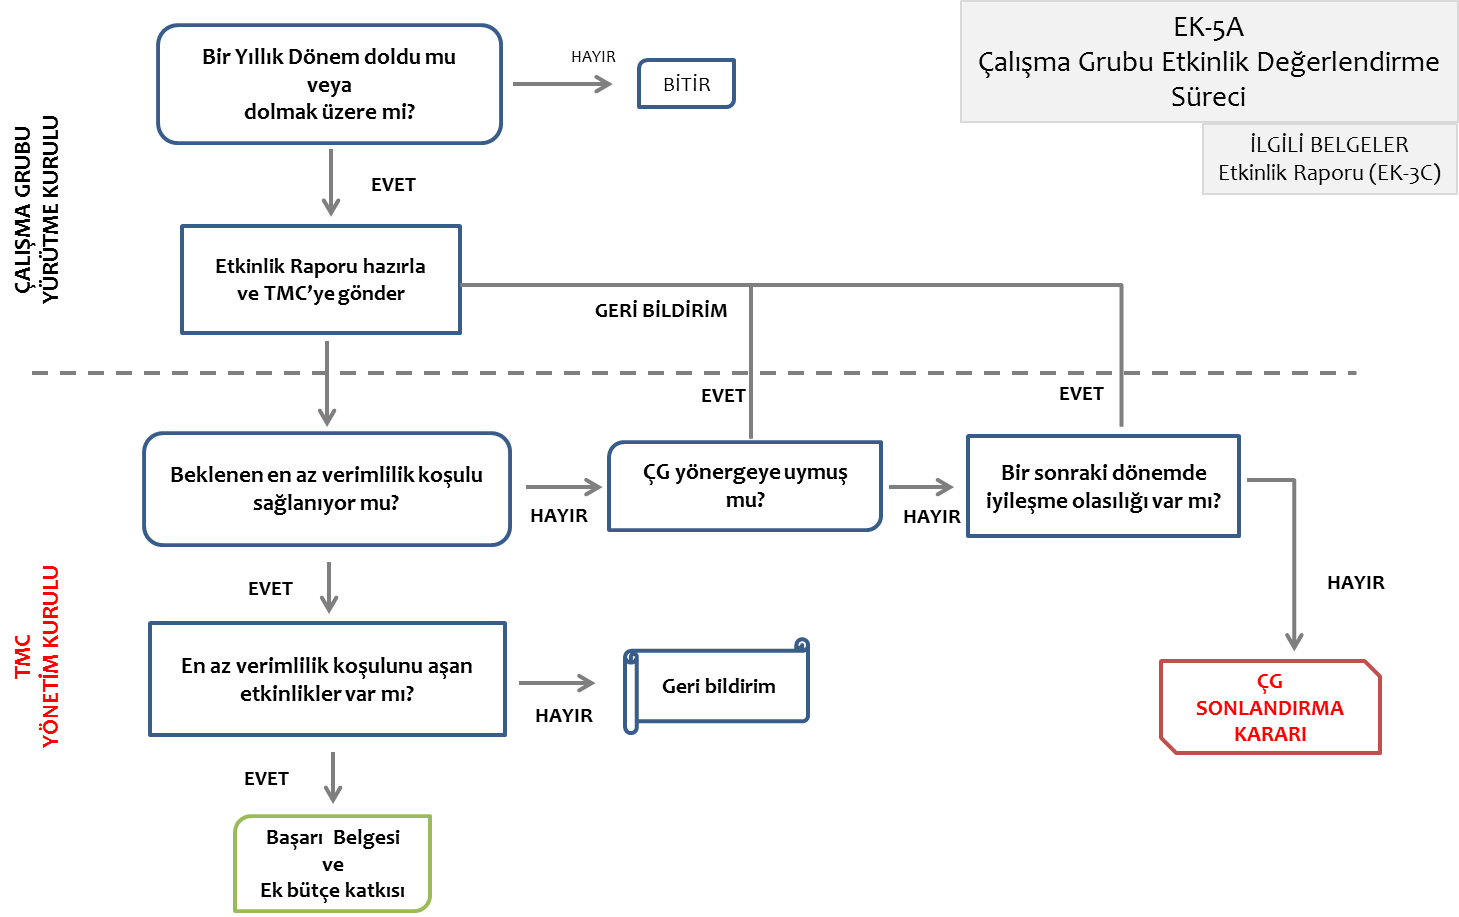 EK-5A
Çalışma Grubu Etkinlik Değerlendirme
Süreci
İLGİLİ BELGELER
Etkinlik Raporu (EK-3C)
ÇALIŞMA GRUBU
YÜRÜTME KURULU
Bir Yıllık Dönem doldu mu
veya
dolmak üzere mi?
HAYIR
BİTİR
EVET
Etkinlik Raporu hazırla
ve TMC’ye gönder
GERİ BİLDİRİM
EVET
EVET
TMC
YÖNETİM KURULU
Beklenen en az verimlilik koşulu
sağlanıyor mu?
HAYIR
ÇG yönergeye uymuş
mu?
HAYIR
Bir sonraki dönemde
iyileşme olasılığı var mı?
HAYIR
EVET
En az verimlilik koşulunu aşan
etkinlikler var mı?
HAYIR
Geri bildirim
ÇG
SONLANDIRMA
KARARI
EVET
Başarı Belgesi
ve
Ek bütçe katkısı